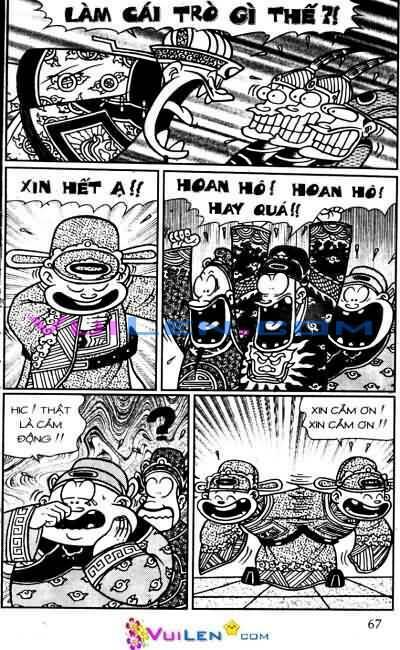 LÀM CÁI TRÒ GÌ THẾ?!
XIN HẾT Ạ!!
HOAN HÔ! HOAN HÔ!
HAY QUÁ!!
VuiLen.com
HIC! THẬT
LÀ CẢM
ĐỘNG!!
?
XIN CẢM ƠN!
XIN CẢM ƠN!!
67
VuiLen.com